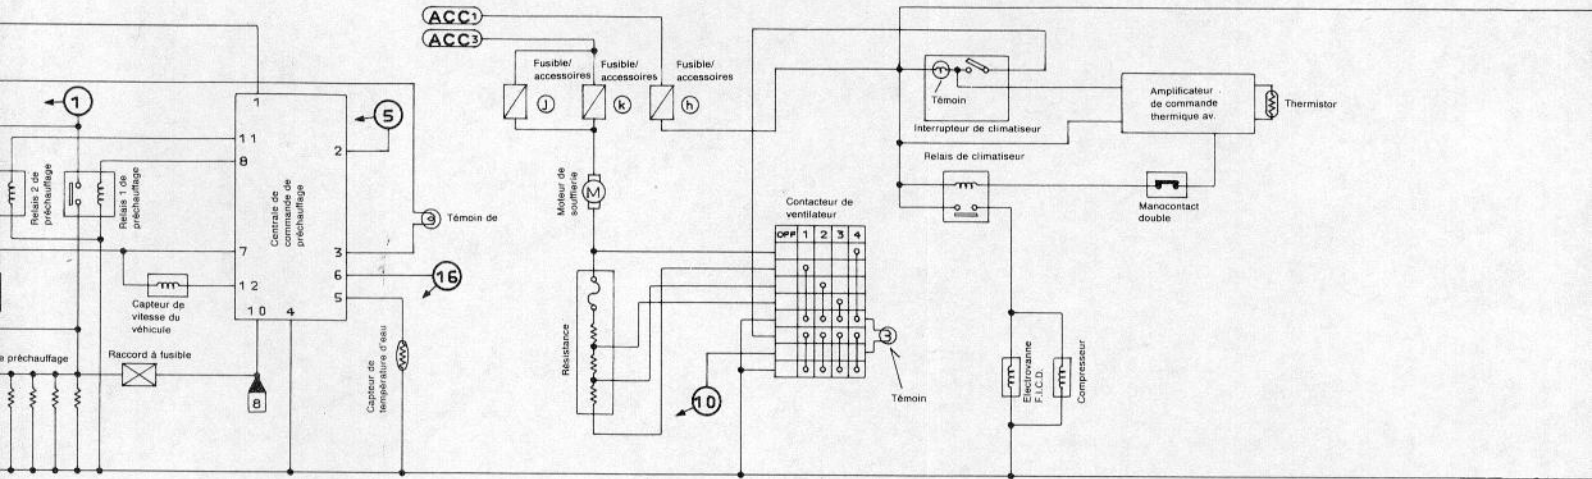 ACC1
ACC3
Fusible/
accessoires
j
Fusible/
accessoires
k
Fusible/
accessoires
h
1
5
1
11
8
2
7
12
10
4
3
6
5
Centrale de
commande de
préchauffage
Relais 2 de
préchauffage
Relais 1 de
préchauffage
Témoin de
16
Capteur de
vitesse du
véhicule
e préchauffage
Raccord à fusible
8
Capteur de
température d'eau
Moteur de
soufflerie
M
Résistance
10
Contacteur de
ventilateur
OFF 1 2 3 4
3
Témoin
Témoin
Interrupteur de climatiseur
Amplificateur
de commande
thermique av.
Thermistor
Relais de climatiseur
Manocontact
double
Electrovanne
F.I.C.D.
Compresseur